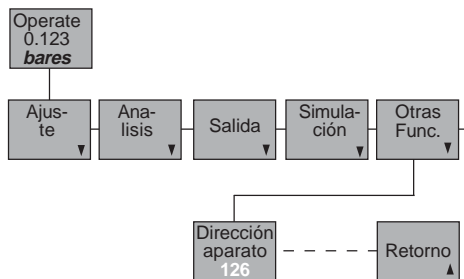 Operate
0.123
bares
Ajus-
te
Ana-
lisis
Salida
Simula-
ción
Otras
Func.
Dirección
aparato
126
Retorno